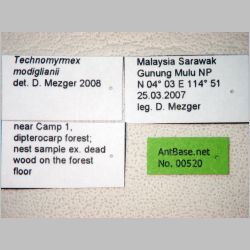 Technomyrmex
modiglianii
det. D. Mezger 2008
Malaysia Sarawak
Gunung Mulu NP
N 04° 03 E 114° 51
25.03.2007
leg. D. Mezger
near Camp 1,
dipterocarp forest;
nest sample ex. dead
wood on the forest
floor
AntBase.net
No. 00520